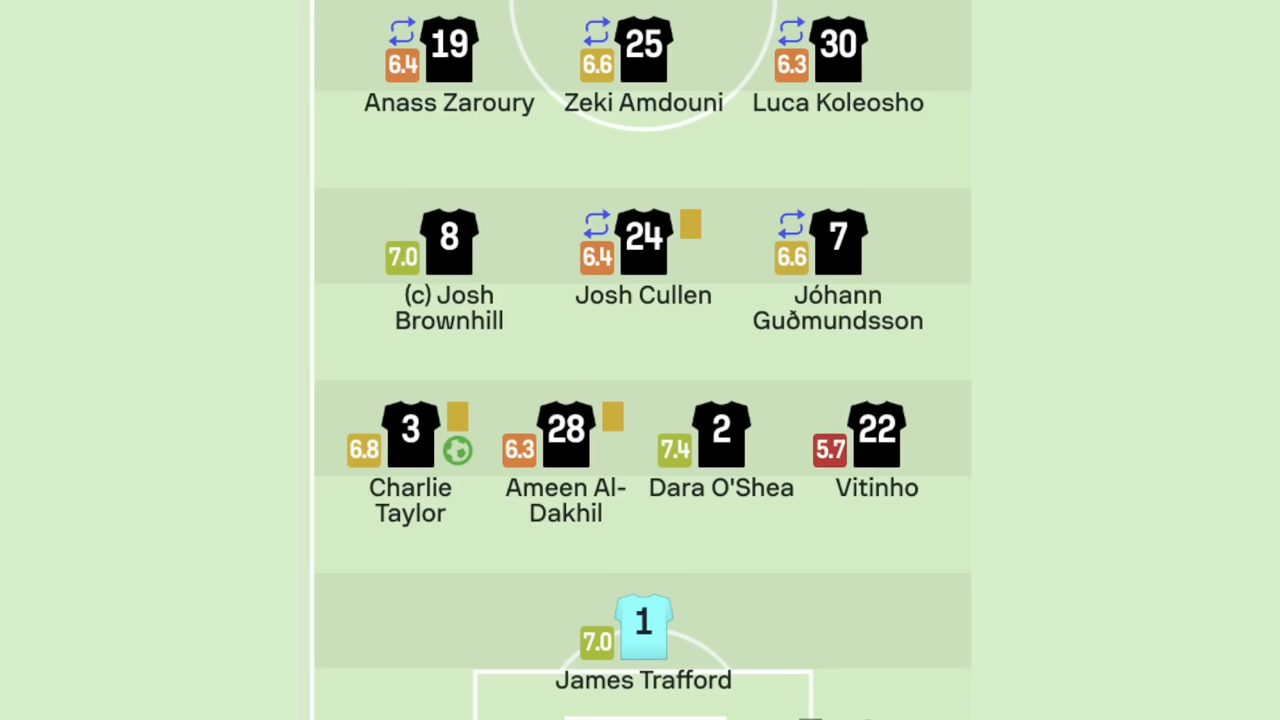 19 25 30
6.4 6.6 6.3
Anass Zaroury Zeki Amdouni Luca Koleosho
8 24 7
7.0 6.4 6.6
(c) Josh Josh Cullen Jóhann
Brownhill Guðmundsson
3 28 2 22
6.8 6.3 7.4 5.7
Charlie Ameen Al- Dara O'Shea Vitinho
Taylor Dakhil
1
7.0
James Trafford